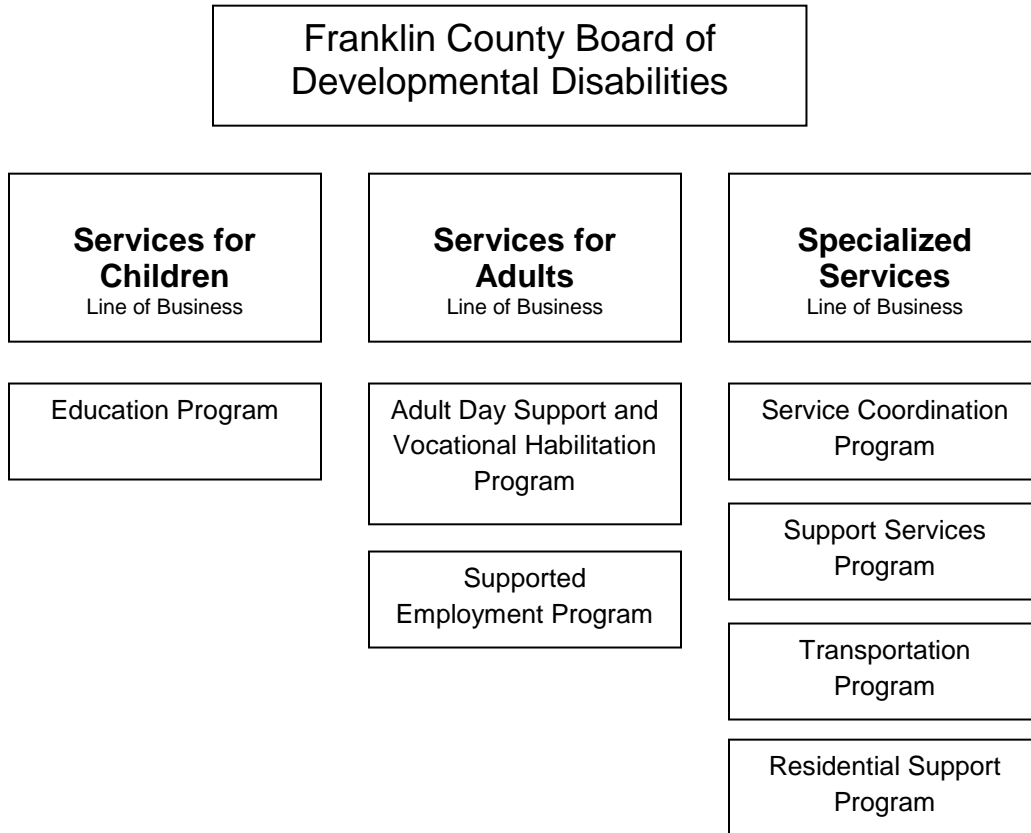 Franklin County Board of
Developmental Disabilities
Services for
Children
Line of Business
Education Program
Services for
Adults
Line of Business
Adult Day Support and
Vocational Habilitation
Program
Supported
Employment Program
Specialized
Services
Line of Business
Service Coordination
Program
Support Services
Program
Transportation
Program
Residential Support
Program